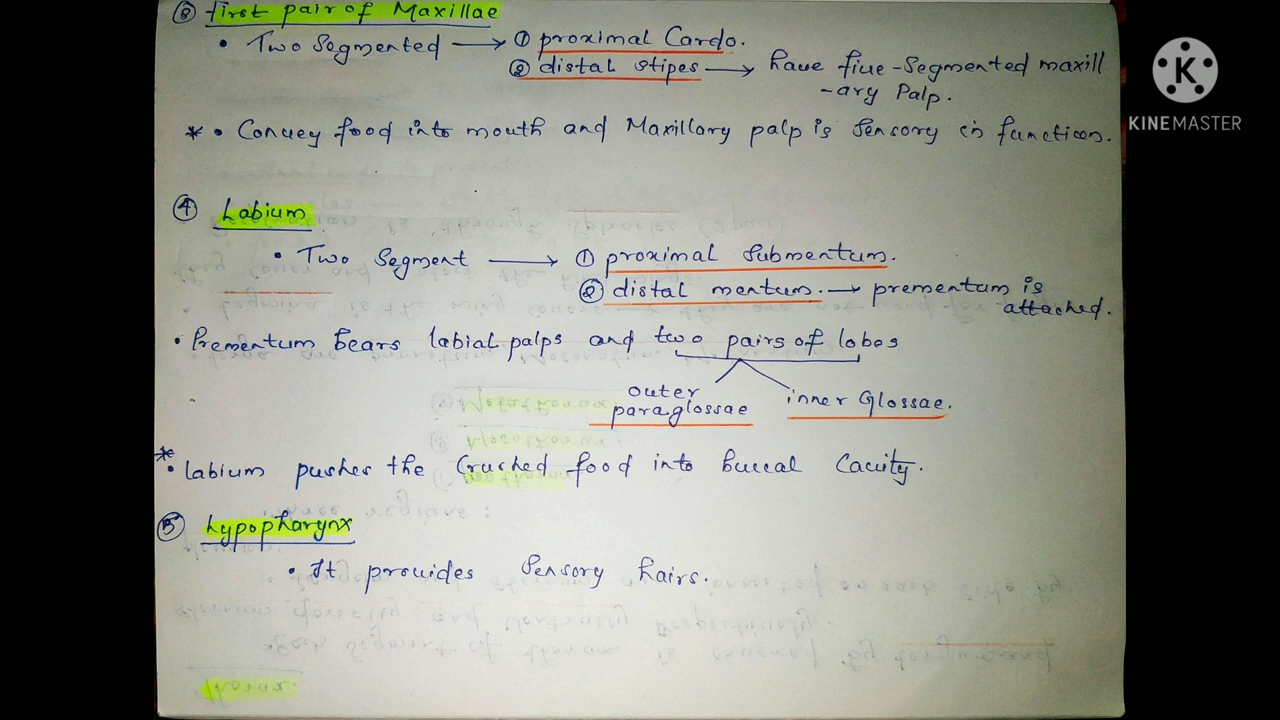 ③ first pair of Maxillae
• Two Segmented → ① proximal Cardo.
② distal stipes → have five-Segmented maxill
-ary Palp.
* • Convey food into mouth and Maxillary palp is Sensory in function.
④ Labium
• Two Segment → ① proximal Submentum.
② distal mentum. → prementum is
attached.
• Prementum Bears labial palps and two pairs of lobes
outer
paraglossae
inner Glossae.
*
• Labium pushes the Crushed food into Buccal Cavity.
⑤ hypopharynx
• It provides Sensory hairs.
K
KINEMASTER